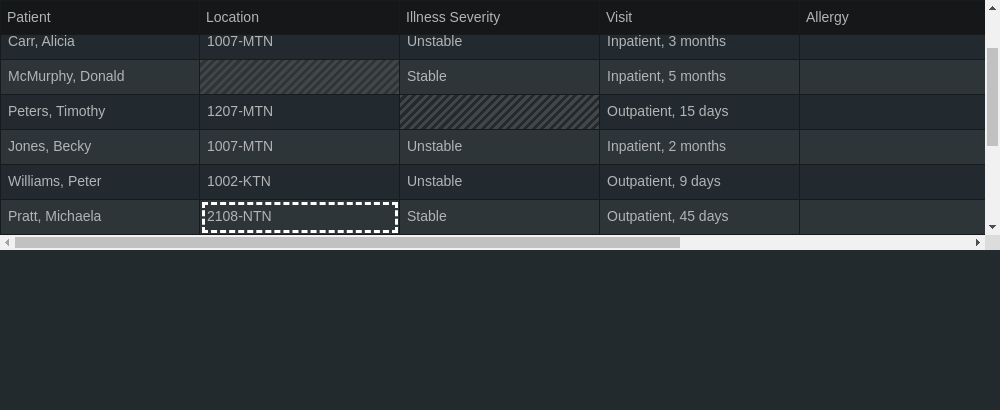 Patient Location Illness Severity Visit Allergy
Carr, Alicia 1007-MTN Unstable Inpatient, 3 months
McMurphy, Donald Stable Inpatient, 5 months
Peters, Timothy 1207-MTN Outpatient, 15 days
Jones, Becky 1007-MTN Unstable Inpatient, 2 months
Williams, Peter 1002-KTN Unstable Outpatient, 9 days
Pratt, Michaela 2108-NTN Stable Outpatient, 45 days